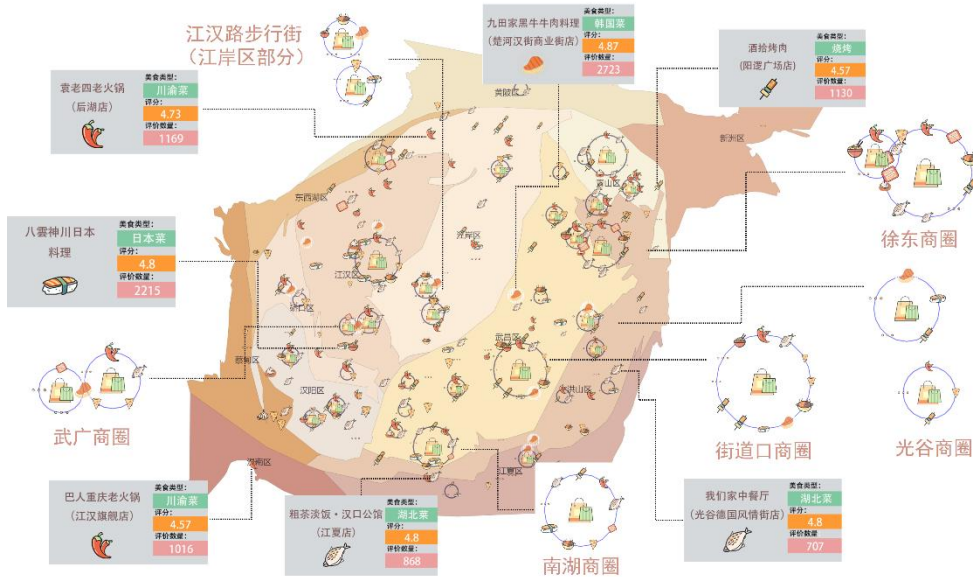 江汉路步行街
（江岸区部分）
九田家黑牛牛肉料理
（楚河汉街商业街店）
美食类型：
韩国菜
评分：
4.87
评价数量：
2723
酒拾烤肉
（阳逻广场店）
美食类型：
烧烤
评分：
4.57
评价数量：
1130
袁老四老火锅
（后湖店）
美食类型：
川渝菜
评分：
4.73
评价数量：
1169
黄陂区
新洲区
青山区
东西湖区
江岸区
江汉区
硚口区
武昌区
蔡甸区
汉阳区
洪山区
汉南区
江夏区
徐东商圈
八雲神川日本
料理
美食类型：
日本菜
评分：
4.8
评价数量：
2215
武广商圈
街道口商圈
光谷商圈
巴人重庆老火锅
（江汉旗舰店）
美食类型：
川渝菜
评分：
4.57
评价数量
1016
粗茶淡饭·汉口公馆
（江夏店）
美食类型：
湖北菜
评分：
4.8
评价数量
868
南湖商圈
我们家中餐厅
（光谷德国风情街店）
美食类型：
湖北菜
评分：
4.8
评价数量
707